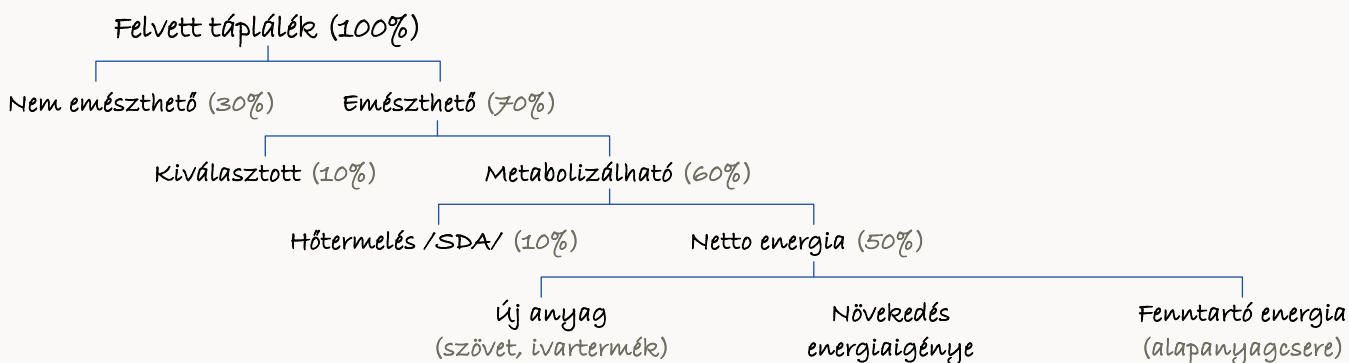 Felvett táplálék (100%)
Nem emészthető (30%) Emészthető (70%)
Kiválasztott (10%) Metabolizálható (60%)
Hőtermelés /SDA/ (10%) Netto energia (50%)
Új anyag Növekedés Fenntartó energia
(szövet, ivartermék) energiaigénye (alapanyagcsere)